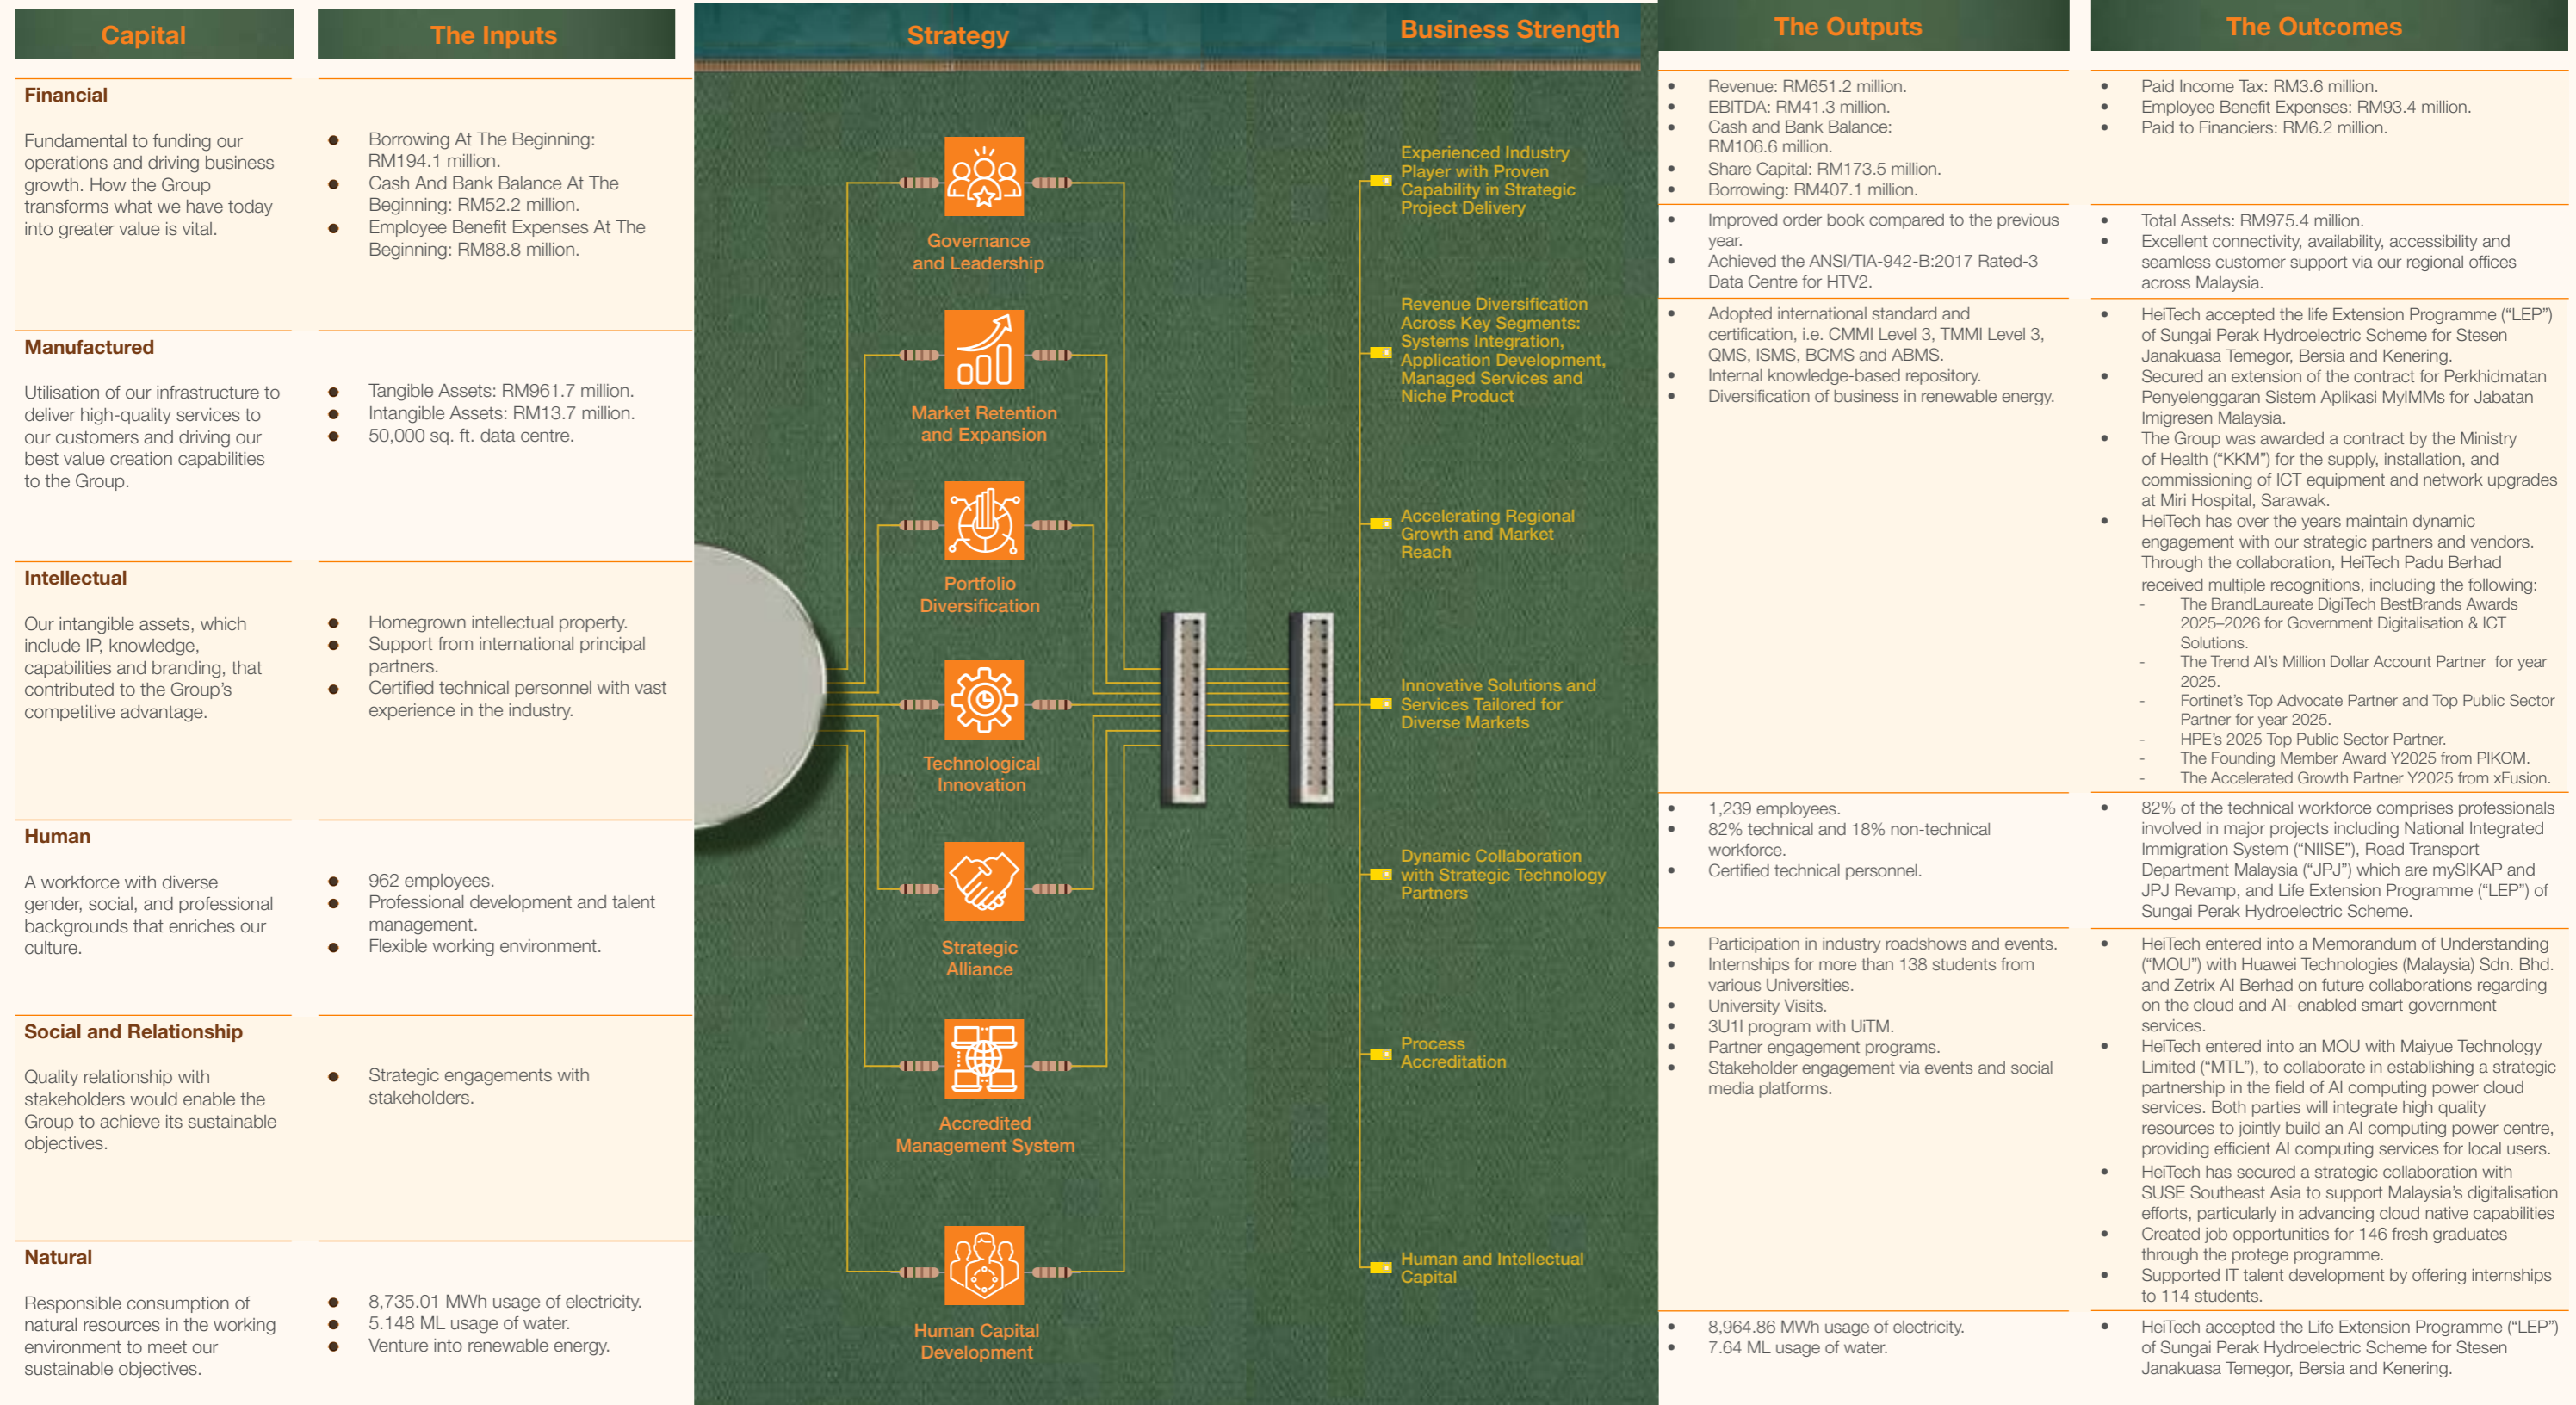 Capital
The Inputs
Strategy
Business Strength
The Outputs
The Outcomes
Financial
Fundamental to funding our
operations and driving business
growth. How the Group
transforms what we have today
into greater value is vital.
Manufactured
Utilisation of our infrastructure to
deliver high-quality services to
our customers and driving our
best value creation capabilities
to the Group.
Intellectual
Our intangible assets, which
include IP, knowledge,
capabilities and branding, that
contributed to the Group's
competitive advantage.
Human
A workforce with diverse
gender, social, and professional
backgrounds that enriches our
culture.
Social and Relationship
Quality relationship with
stakeholders would enable the
Group to achieve its sustainable
objectives.
Natural
Responsible consumption of
natural resources in the working
environment to meet our
sustainable objectives.
● Borrowing At The Beginning:
RM194.1 million.
● Cash And Bank Balance At The
Beginning: RM52.2 million.
● Employee Benefit Expenses At The
Beginning: RM88.8 million.
● Tangible Assets: RM961.7 million.
● Intangible Assets: RM13.7 million.
● 50,000 sq. ft. data centre.
● Homegrown intellectual property.
● Support from international principal
partners.
● Certified technical personnel with vast
experience in the industry.
● 962 employees.
● Professional development and talent
management.
● Flexible working environment.
● Strategic engagements with
stakeholders.
● 8,735.01 MWh usage of electricity.
● 5.148 ML usage of water.
● Venture into renewable energy.
Governance
and Leadership
Market Retention
and Expansion
Portfolio
Diversification
Technological
Innovation
Strategic
Alliance
Accredited
Management System
Human Capital
Development
Experienced Industry
Player with Proven
Capability in Strategic
Project Delivery
Revenue Diversification
Across Key Segments:
Systems Integration,
Application Development,
Managed Services and
Niche Product
Accelerating Regional
Growth and Market
Reach
Innovative Solutions and
Services Tailored for
Diverse Markets
Dynamic Collaboration
with Strategic Technology
Partners
Process
Accreditation
Human and Intellectual
Capital
• Revenue: RM651.2 million.
• EBITDA: RM41.3 million.
• Cash and Bank Balance:
RM106.6 million.
• Share Capital: RM173.5 million.
• Borrowing: RM407.1 million.
• Improved order book compared to the previous
year.
• Achieved the ANSI/TIA-942-B:2017 Rated-3
Data Centre for HTV2.
• Adopted international standard and
certification, i.e. CMMI Level 3, TMMI Level 3,
QMS, ISMS, BCMS and ABMS.
• Internal knowledge-based repository.
• Diversification of business in renewable energy.
• 1,239 employees.
• 82% technical and 18% non-technical
workforce.
• Certified technical personnel.
• Participation in industry roadshows and events.
• Internships for more than 138 students from
various Universities.
• University Visits.
• 3U1I program with UiTM.
• Partner engagement programs.
• Stakeholder engagement via events and social
media platforms.
• 8,964.86 MWh usage of electricity.
• 7.64 ML usage of water.
• Paid Income Tax: RM3.6 million.
• Employee Benefit Expenses: RM93.4 million.
• Paid to Financiers: RM6.2 million.
• Total Assets: RM975.4 million.
• Excellent connectivity, availability, accessibility and
seamless customer support via our regional offices
across Malaysia.
• HeiTech accepted the life Extension Programme (“LEP”)
of Sungai Perak Hydroelectric Scheme for Stesen
Janakuasa Temegor, Bersia and Kenering.
• Secured an extension of the contract for Perkhidmatan
Penyelenggaran Sistem Aplikasi MyIMMs for Jabatan
Imigresen Malaysia.
• The Group was awarded a contract by the Ministry
of Health (“KKM”) for the supply, installation, and
commissioning of ICT equipment and network upgrades
at Miri Hospital, Sarawak.
• HeiTech has over the years maintain dynamic
engagement with our strategic partners and vendors.
Through the collaboration, HeiTech Padu Berhad
received multiple recognitions, including the following:
- The BrandLaureate DigiTech BestBrands Awards
2025–2026 for Government Digitalisation & ICT
Solutions.
- The Trend AI's Million Dollar Account Partner for year
2025.
- Fortinet's Top Advocate Partner and Top Public Sector
Partner for year 2025.
- HPE's 2025 Top Public Sector Partner.
- The Founding Member Award Y2025 from PIKOM.
- The Accelerated Growth Partner Y2025 from xFusion.
• 82% of the technical workforce comprises professionals
involved in major projects including National Integrated
Immigration System (“NIISE”), Road Transport
Department Malaysia (“JPJ”) which are mySIKAP and
JPJ Revamp, and Life Extension Programme (“LEP”) of
Sungai Perak Hydroelectric Scheme.
• HeiTech entered into a Memorandum of Understanding
(“MOU”) with Huawei Technologies (Malaysia) Sdn. Bhd.
and Zetrix AI Berhad on future collaborations regarding
on the cloud and AI- enabled smart government
services.
• HeiTech entered into an MOU with Maiyue Technology
Limited (“MTL”), to collaborate in establishing a strategic
partnership in the field of AI computing power cloud
services. Both parties will integrate high quality
resources to jointly build an AI computing power centre,
providing efficient AI computing services for local users.
• HeiTech has secured a strategic collaboration with
SUSE Southeast Asia to support Malaysia's digitalisation
efforts, particularly in advancing cloud native capabilities
• Created job opportunities for 146 fresh graduates
through the protege programme.
• Supported IT talent development by offering internships
to 114 students.
• HeiTech accepted the Life Extension Programme (“LEP”)
of Sungai Perak Hydroelectric Scheme for Stesen
Janakuasa Temegor, Bersia and Kenering.